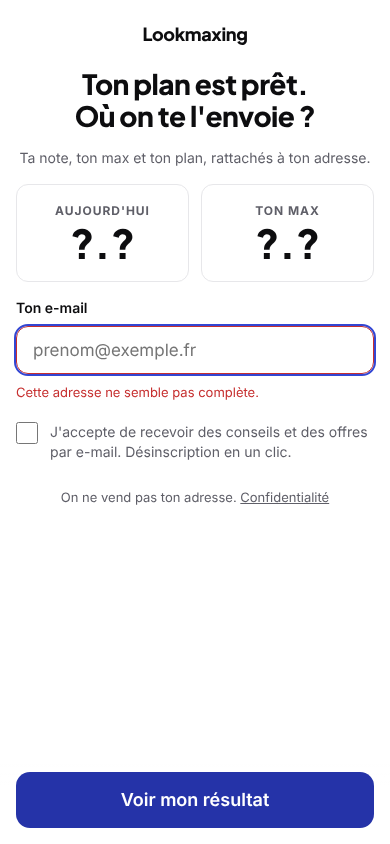 Lookmaxing
Ton plan est prêt.
Où on te l'envoie ?
Ta note, ton max et ton plan, rattachés à ton adresse.
AUJOURD'HUI
?.?
TON MAX
?.?
Ton e-mail
prenom@exemple.fr
Cette adresse ne semble pas complète.
J'accepte de recevoir des conseils et des offres
par e-mail. Désinscription en un clic.
On ne vend pas ton adresse. Confidentialité
Voir mon résultat